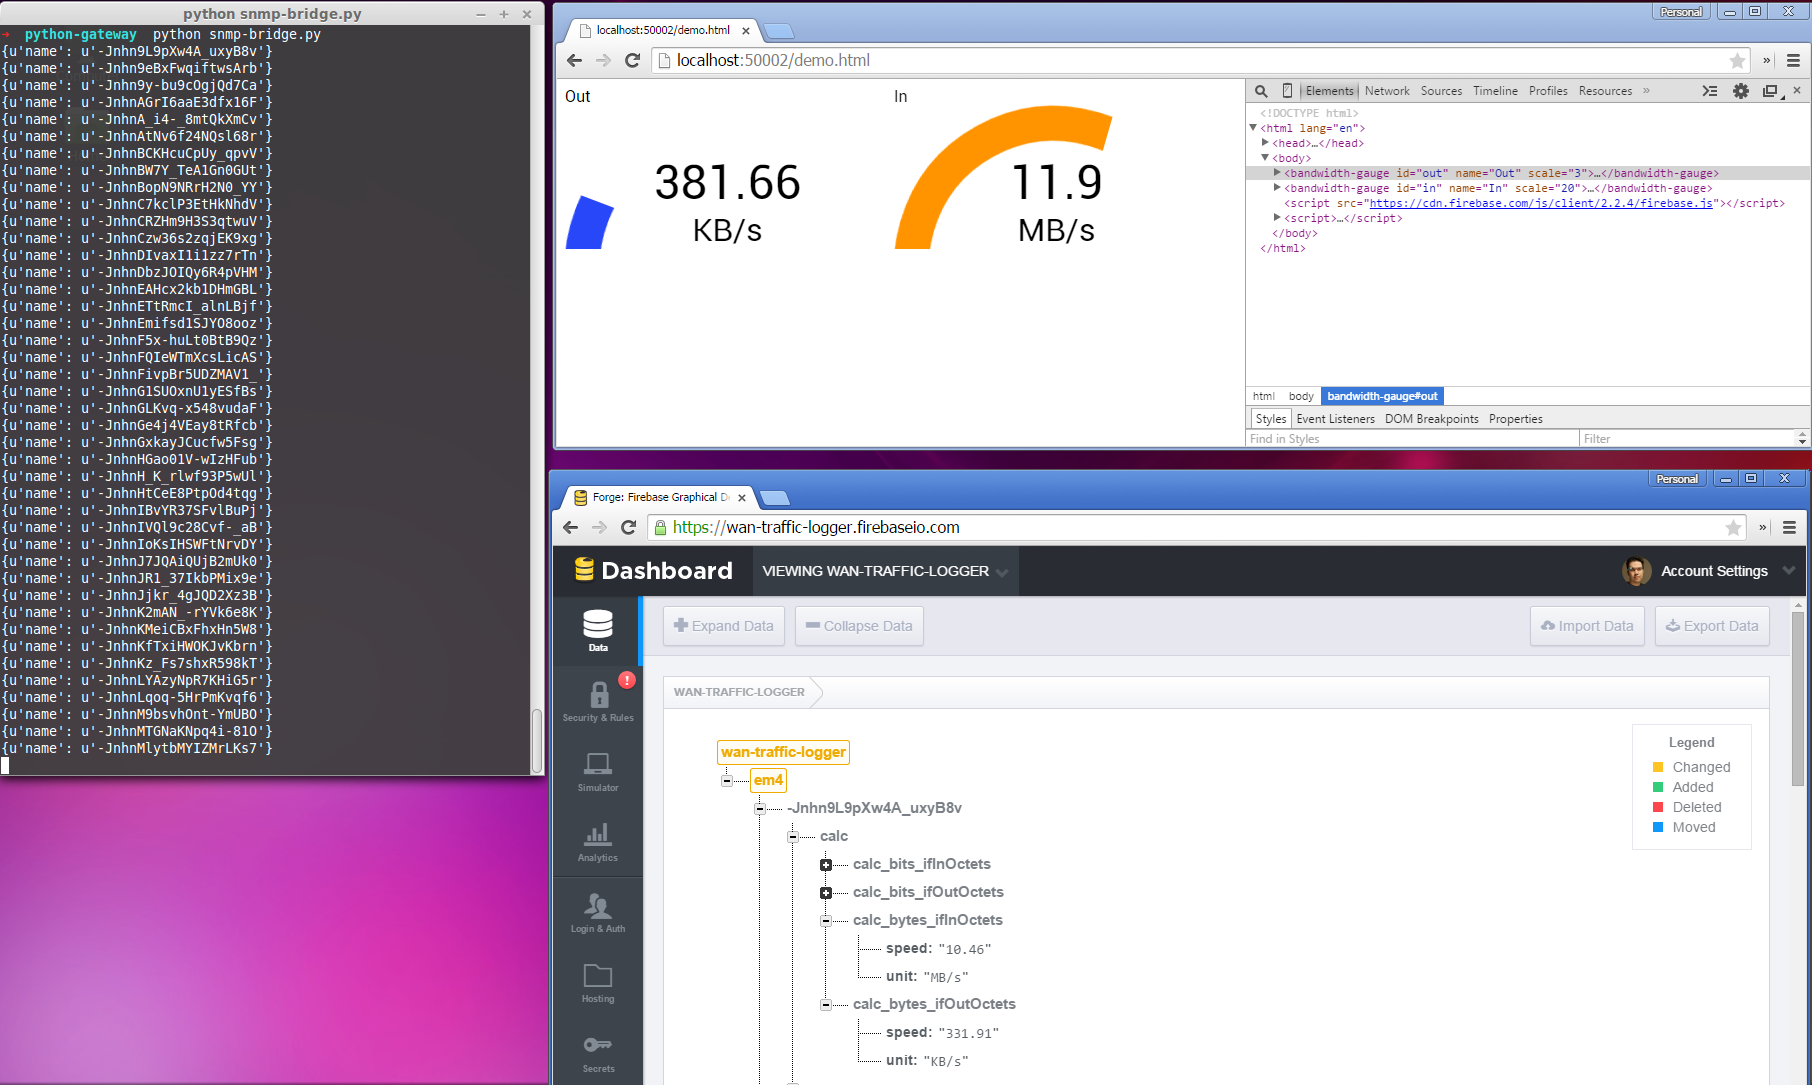 python snmp-bridge.py
→ python-gateway python snmp-bridge.py
{u'name': u'-Jnhn9L9pXw4A_uxyB8v'}
{u'name': u'-Jnhn9eBxFwqiftwsArb'}
{u'name': u'-Jnhn9y-bu9cOgjQd7Ca'}
{u'name': u'-JnhnAGrI6aaE3dfx16F'}
{u'name': u'-JnhnA_i4-_8mtQkXmCv'}
{u'name': u'-JnhnAtNv6f24NQsl68r'}
{u'name': u'-JnhnBCKHcuCpUy_qpvV'}
{u'name': u'-JnhnBW7Y_TeA1Gn0GUt'}
{u'name': u'-JnhnBopN9NRrH2N0_YY'}
{u'name': u'-JnhnC7kclP3EtHkNhdV'}
{u'name': u'-JnhnCRZHm9H3S3qtwuV'}
{u'name': u'-JnhnCzw36s2zqjEK9xg'}
{u'name': u'-JnhnDIvaxI1i1zz7rTn'}
{u'name': u'-JnhnDbzJOIQy6R4pVHM'}
{u'name': u'-JnhnEAHcx2kb1DHmGBL'}
{u'name': u'-JnhnETtRmcI_alnLBjf'}
{u'name': u'-JnhnEmifsd1SJYO8ooz'}
{u'name': u'-JnhnF5x-huLt0BtB9Qz'}
{u'name': u'-JnhnFQIeWTmXcsLicAS'}
{u'name': u'-JnhnFivpBr5UDZMAV1_'}
{u'name': u'-JnhnG1SUOxnU1yESfBs'}
{u'name': u'-JnhnGLKvq-x548vudaF'}
{u'name': u'-JnhnGe4j4VEay8tRfcb'}
{u'name': u'-JnhnGxkayJCucfw5Fsg'}
{u'name': u'-JnhnHGao01V-wIzHFub'}
{u'name': u'-JnhnH_K_rlwf93P5wUl'}
{u'name': u'-JnhnHtCeE8PtpOd4tqg'}
{u'name': u'-JnhnIBvYR37SFvlBuPj'}
{u'name': u'-JnhnIVQl9c28Cvf-_aB'}
{u'name': u'-JnhnIoKsIHSWFtNrvDY'}
{u'name': u'-JnhnJ7JQAiQUjB2mUk0'}
{u'name': u'-JnhnJR1_37IkbPMix9e'}
{u'name': u'-JnhnJjkr_4gJQD2Xz3B'}
{u'name': u'-JnhnK2mAN_-rYVk6e8K'}
{u'name': u'-JnhnKMeiCBxFhxHn5W8'}
{u'name': u'-JnhnKfTxiHWOKJvKbrn'}
{u'name': u'-JnhnKz_Fs7shxR598kT'}
{u'name': u'-JnhnLYAzyNpR7KHiG5r'}
{u'name': u'-JnhnLqoq-5HrPmKvqf6'}
{u'name': u'-JnhnM9bsvhOnt-YmUBO'}
{u'name': u'-JnhnMTGNaKNpq4i-81O'}
{u'name': u'-JnhnMlytbMYIZMrLKs7'}
Personal
localhost:50002/demo.html
localhost:50002/demo.html
Out
381.66
KB/s
In
11.9
MB/s
Elements Network Sources Timeline Profiles Resources »
<!DOCTYPE html>
<html lang="en">
<head>…</head>
<body>
<bandwidth-gauge id="out" name="Out" scale="3">…</bandwidth-gauge>
<bandwidth-gauge id="in" name="In" scale="20">…</bandwidth-gauge>
<script src="https://cdn.firebase.com/js/client/2.2.4/firebase.js"></script>
<script>…</script>
</body>
</html>
html body bandwidth-gauge#out
Styles Event Listeners DOM Breakpoints Properties
Find in Styles Filter
Personal
Forge: Firebase Graphical D
https://wan-traffic-logger.firebaseio.com
Dashboard VIEWING WAN-TRAFFIC-LOGGER Account Settings
Data
Security & Rules
Simulator
Analytics
Login & Auth
Hosting
Secrets
Expand Data Collapse Data Import Data Export Data
WAN-TRAFFIC-LOGGER
Legend
Changed
Added
Deleted
Moved
wan-traffic-logger
em4
-Jnhn9L9pXw4A_uxyB8v
calc
calc_bits_ifInOctets
calc_bits_ifOutOctets
calc_bytes_ifInOctets
speed: "10.46"
unit: "MB/s"
calc_bytes_ifOutOctets
speed: "331.91"
unit: "KB/s"